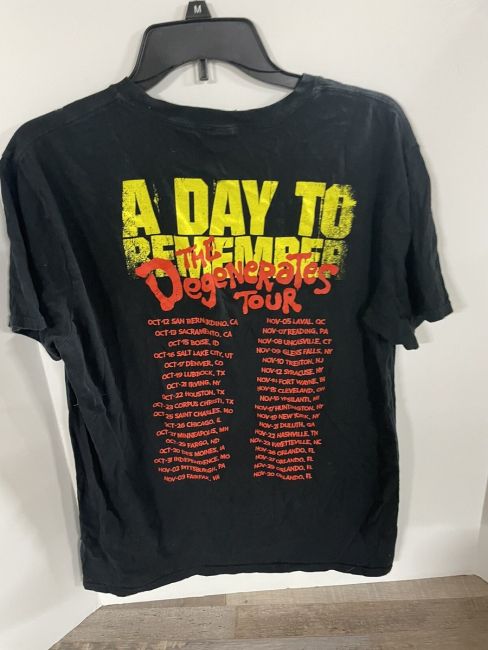 M
A DAY TO
REMEMBER
THE
Degenerates
TOUR
OCT-12 SAN BERNARDINO, CA
OCT-13 SACRAMENTO, CA
OCT-15 BOISE, ID
OCT-16 SALT LAKE CITY, UT
OCT-17 DENVER, CO
OCT-19 LUBBOCK, TX
OCT-21 IRVING, NY
OCT-22 HOUSTON, TX
OCT-23 CORPUS CHRISTI, TX
OCT-25 SAINT CHARLES, MO
OCT-26 CHICAGO, IL
OCT-27 MINNEAPOLIS, MN
OCT-29 FARGO, ND
OCT-30 DES MOINES, IA
OCT-31 INDEPENDENCE, MO
NOV-02 PITTSBURGH, PA
NOV-03 FAIRFAX, VA
NOV-05 LAVAL, QC
NOV-07 READING, PA
NOV-08 UNCASVILLE, CT
NOV-09 GLENS FALLS, NY
NOV-10 TRENTON, NJ
NOV-12 SYRACUSE, NY
NOV-14 FORT WAYNE, IN
NOV-15 CLEVELAND, OH
NOV-16 YPSILANTI, MI
NOV-17 HUNTINGTON, WV
NOV-19 NEW YORK, NY
NOV-21 DULUTH, GA
NOV-22 NASHVILLE, TN
NOV-23 FAYETTEVILLE, NC
NOV-26 ORLANDO, FL
NOV-27 ORLANDO, FL
NOV-29 ORLANDO, FL
NOV-30 ORLANDO, FL